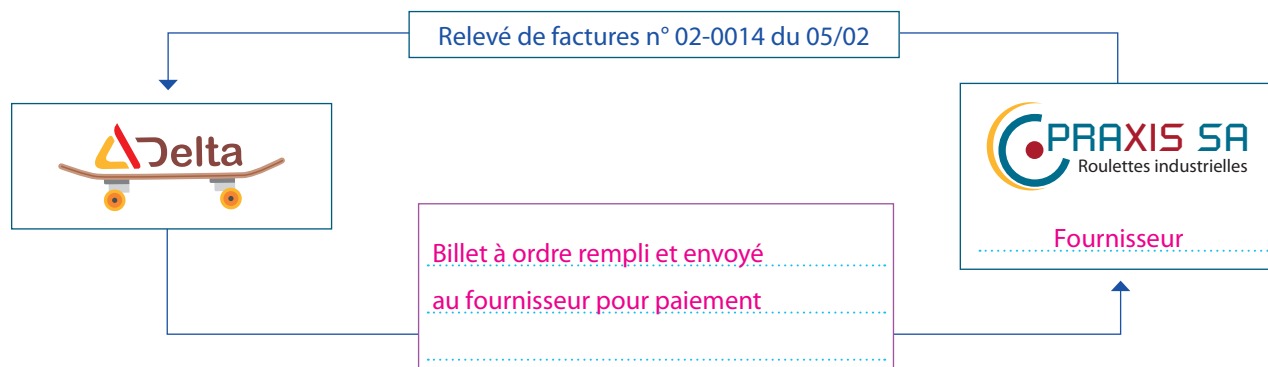 Relevé de factures n° 02-0014 du 05/02
Delta
PRAXIS SA
Roulettes industrielles
Fournisseur
Billet à ordre rempli et envoyé
au fournisseur pour paiement